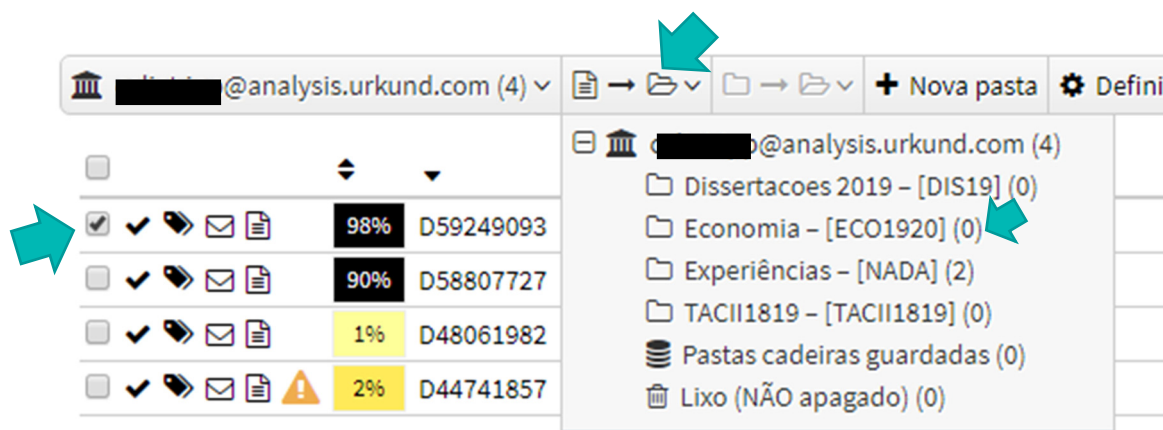 @analysis.urkund.com (4)
Nova pasta
Defini
@analysis.urkund.com (4)
Dissertacoes 2019 – [DIS19] (0)
98% D59249093
Economia – [ECO1920] (0)
90% D58807727
Experiências – [NADA] (2)
1% D48061982
TACII1819 – [TACII1819] (0)
Pastas cadeiras guardadas (0)
2% D44741857
Lixo (NÃO apagado) (0)